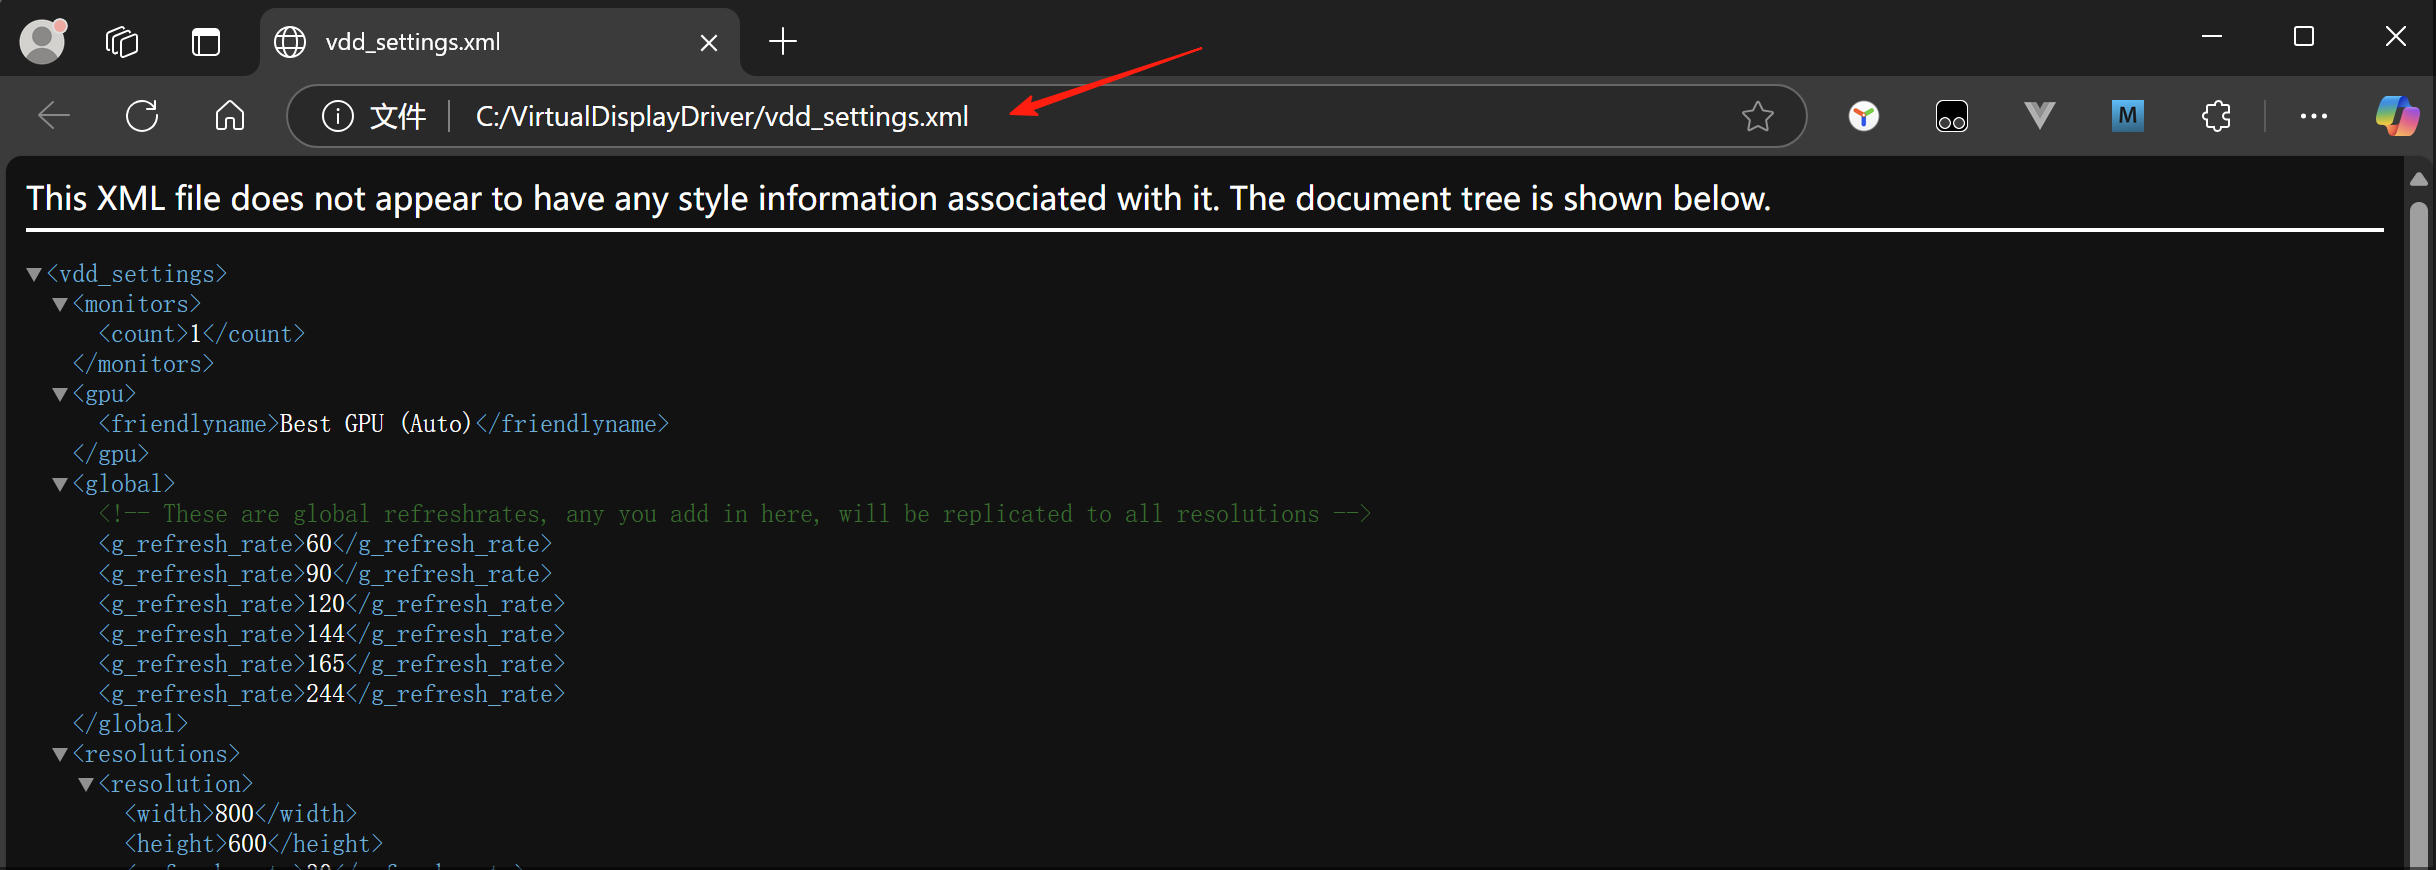 vdd_settings.xml
文件 C:/VirtualDisplayDriver/vdd_settings.xml
M
This XML file does not appear to have any style information associated with it. The document tree is shown below.
<vdd_settings>
<monitors>
<count>1</count>
</monitors>
<gpu>
<friendlyname>Best GPU (Auto)</friendlyname>
</gpu>
<global>
<!-- These are global refreshrates, any you add in here, will be replicated to all resolutions -->
<g_refresh_rate>60</g_refresh_rate>
<g_refresh_rate>90</g_refresh_rate>
<g_refresh_rate>120</g_refresh_rate>
<g_refresh_rate>144</g_refresh_rate>
<g_refresh_rate>165</g_refresh_rate>
<g_refresh_rate>244</g_refresh_rate>
</global>
<resolutions>
<resolution>
<width>800</width>
<height>600</height>